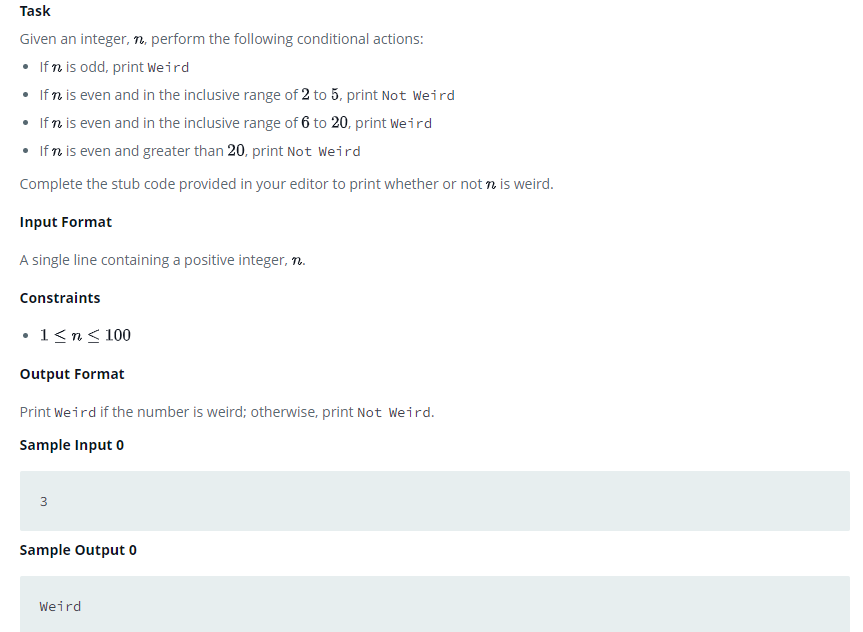 Task
Given an integer, n, perform the following conditional actions:
• If n is odd, print Weird
• If n is even and in the inclusive range of 2 to 5, print Not Weird
• If n is even and in the inclusive range of 6 to 20, print Weird
• If n is even and greater than 20, print Not Weird
Complete the stub code provided in your editor to print whether or not n is weird.
Input Format
A single line containing a positive integer, n.
Constraints
• 1 ≤ n ≤ 100
Output Format
Print Weird if the number is weird; otherwise, print Not Weird.
Sample Input 0
3
Sample Output 0
Weird